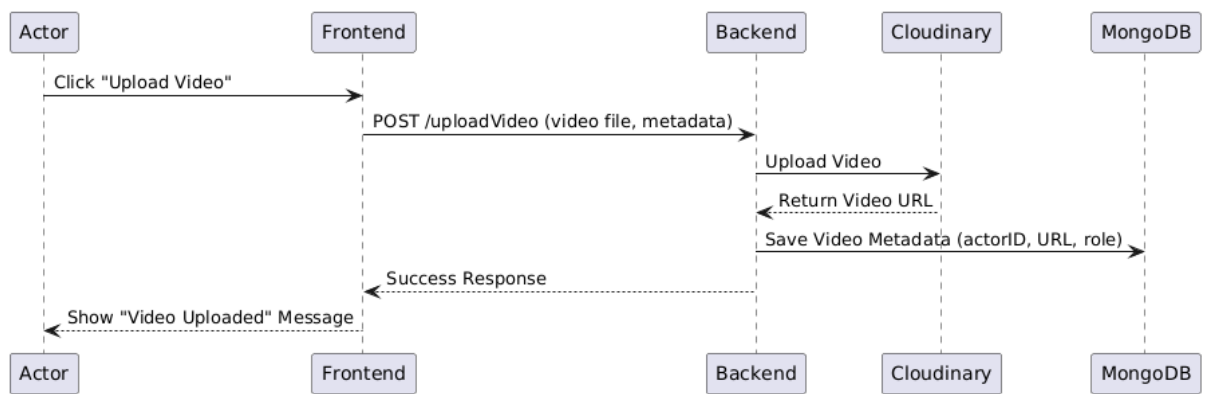 Actor Frontend Backend Cloudinary MongoDB
Click "Upload Video"
POST /uploadVideo (video file, metadata)
Upload Video
Return Video URL
Save Video Metadata (actorID, URL, role)
Success Response
Show "Video Uploaded" Message
Actor Frontend Backend Cloudinary MongoDB